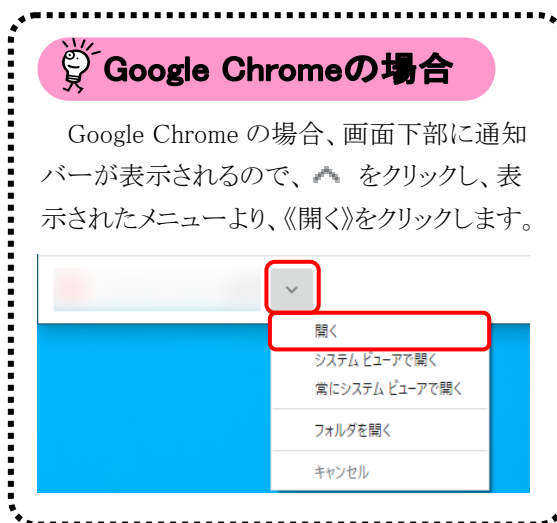 Google Chromeの場合
Google Chrome の場合、画面下部に通知
バーが表示されるので、 をクリックし、表
示されたメニューより、《開く》をクリックします。
開く
システム ビューアで開く
常にシステム ビューアで開く
フォルダを開く
キャンセル